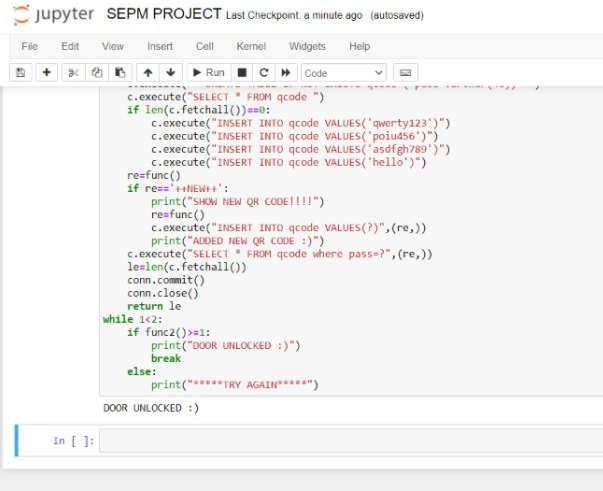 jupyter SEPM PROJECT Last Checkpoint: a minute ago (autosaved)
File Edit View Insert Cell Kernel Widgets Help
Run Code
c.execute("SELECT * FROM qcode ")
if len(c.fetchall())==0:
c.execute("INSERT INTO qcode VALUES('qwerty123')")
c.execute("INSERT INTO qcode VALUES('poiu456')")
c.execute("INSERT INTO qcode VALUES('asdfgh789')")
c.execute("INSERT INTO qcode VALUES('hello')")
re=func()
if re=='++NEW++':
print("SHOW NEW QR CODE!!!!")
re=func()
c.execute("INSERT INTO qcode VALUES(?)",(re,))
print("ADDED NEW QR CODE :)")
c.execute("SELECT * FROM qcode where pass=?",(re,))
le=len(c.fetchall())
conn.commit()
conn.close()
return le
while 1<2:
if func2()>=1:
print("DOOR UNLOCKED :)")
break
else:
print("*****TRY AGAIN*****")
DOOR UNLOCKED :)
In [ ]: